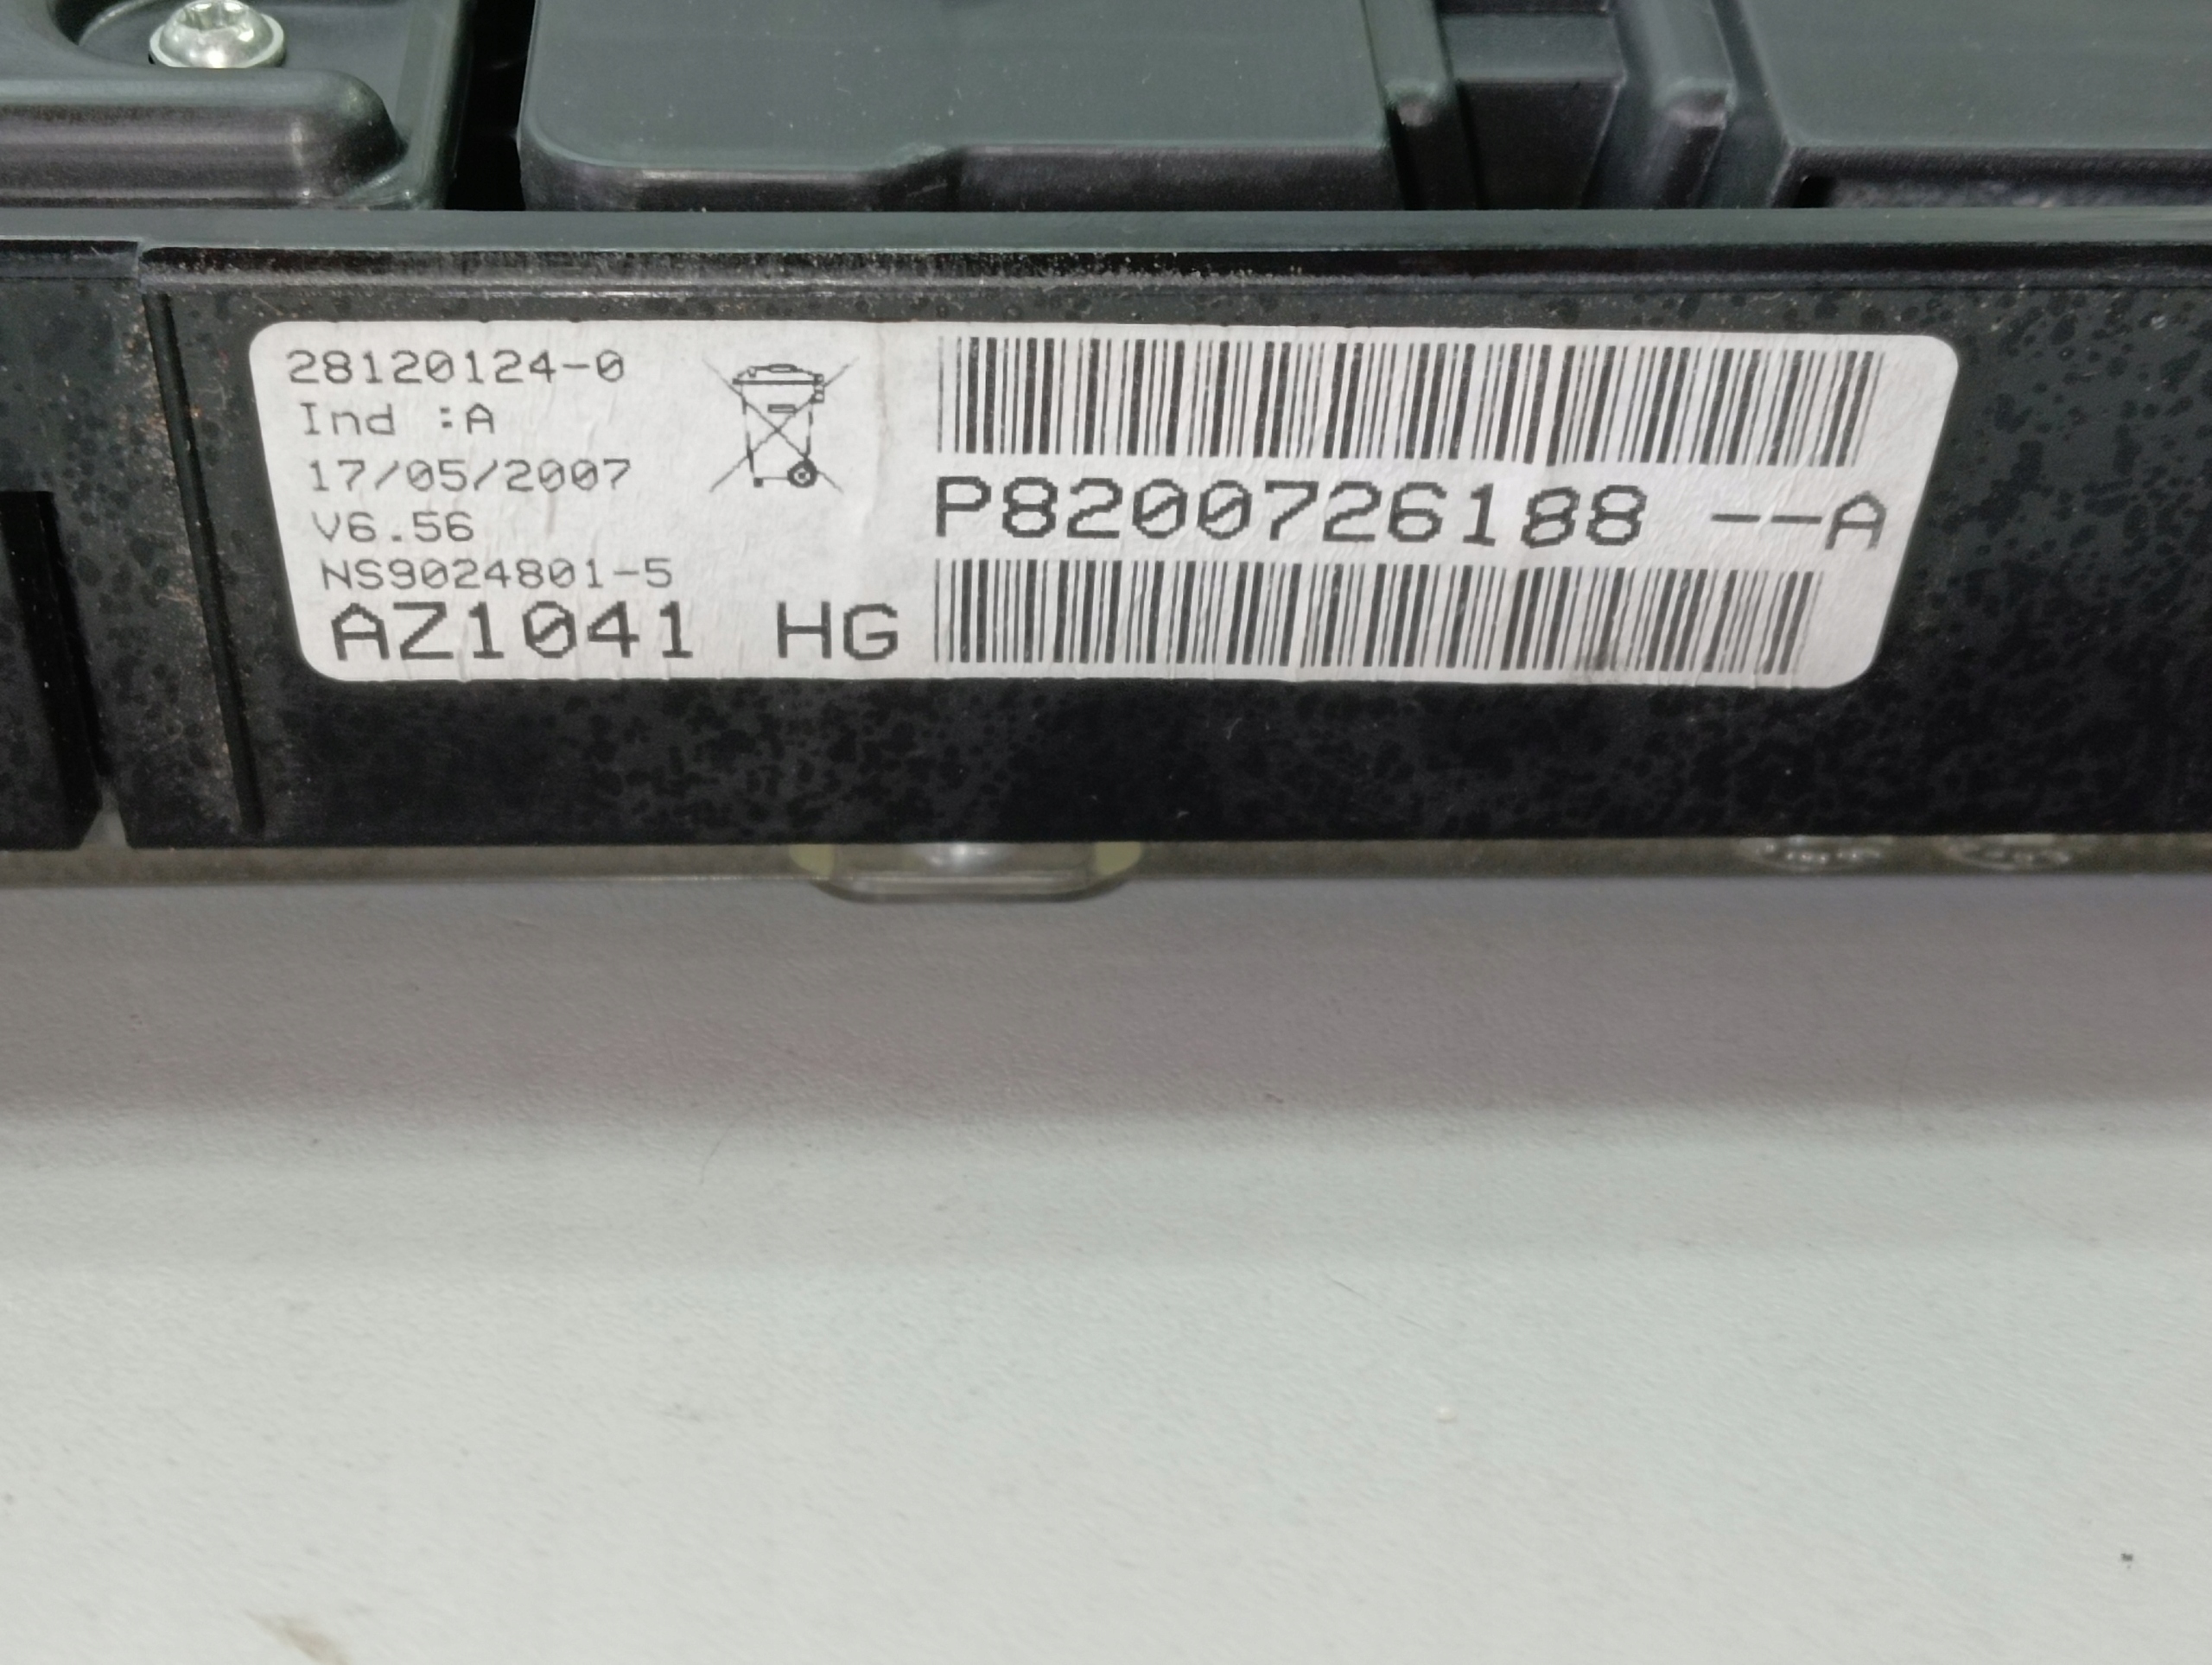 28120124-0
Ind :A
17/05/2007
V6.56
NS9024801-5
AZ1041 HG
P8200726188 --A